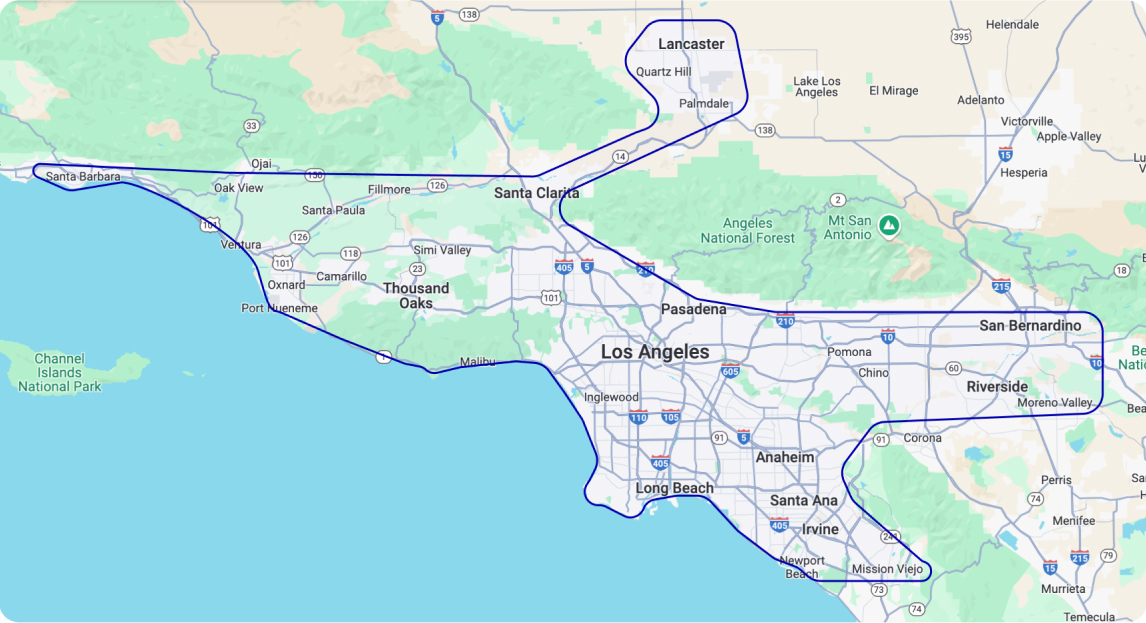 138
5
Helendale
395
Lancaster
Quartz Hill
Lake Los
Angeles
El Mirage
Palmdale
Adelanto
Victorville
Apple Valley
33
138
14
15
Hesperia
Ojai
150
Santa Barbara
Oak View
Fillmore
126
Santa Clarita
2
Santa Paula
101
Angeles
National Forest
Mt San
Antonio
Ventura
126
118
Simi Valley
101
23
405
5
210
18
Camarillo
Oxnard
Thousand
Oaks
215
101
Port Hueneme
Pasadena
210
San Bernardino
10
Los Angeles
Pomona
1
Malibu
Channel
Islands
National Park
605
Chino
60
10
Riverside
Inglewood
Moreno Valley
110
105
91
5
91
Corona
Anaheim
405
Long Beach
Perris
Santa Ana
74
405
Irvine
Menifee
241
Newport
Beach
Mission Viejo
15
215
79
73
Murrieta
74
Temecula